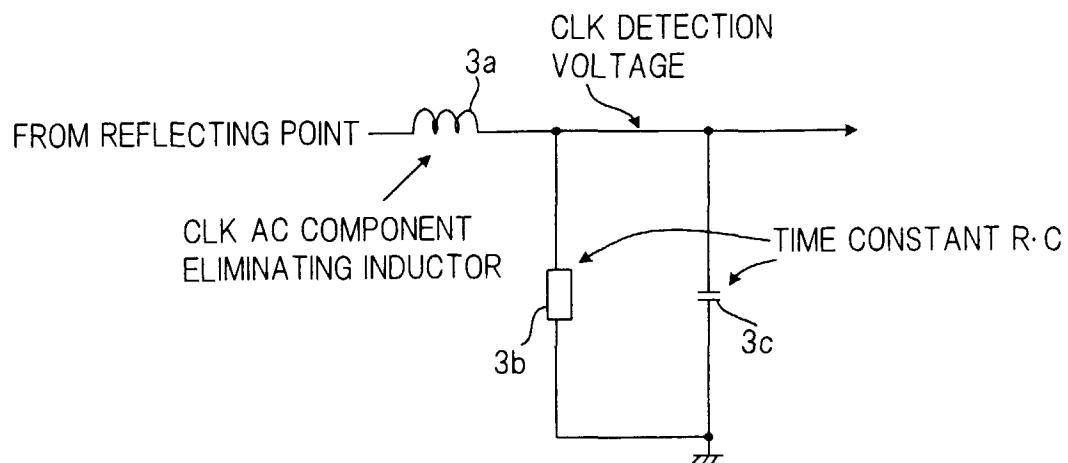 CLK DETECTION
VOLTAGE
3a
FROM REFLECTING POINT
CLK AC COMPONENT
ELIMINATING INDUCTOR
TIME CONSTANT R·C
3b
3c